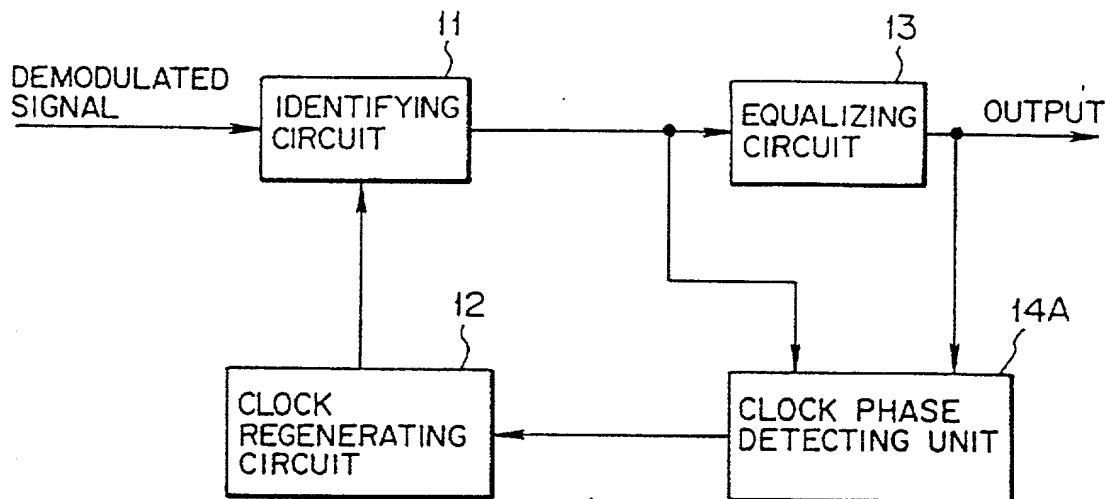 11
13
DEMODULATED
SIGNAL
IDENTIFYING
CIRCUIT
EQUALIZING
CIRCUIT
OUTPUT
12
14A
CLOCK
REGENERATING
CIRCUIT
CLOCK PHASE
DETECTING UNIT